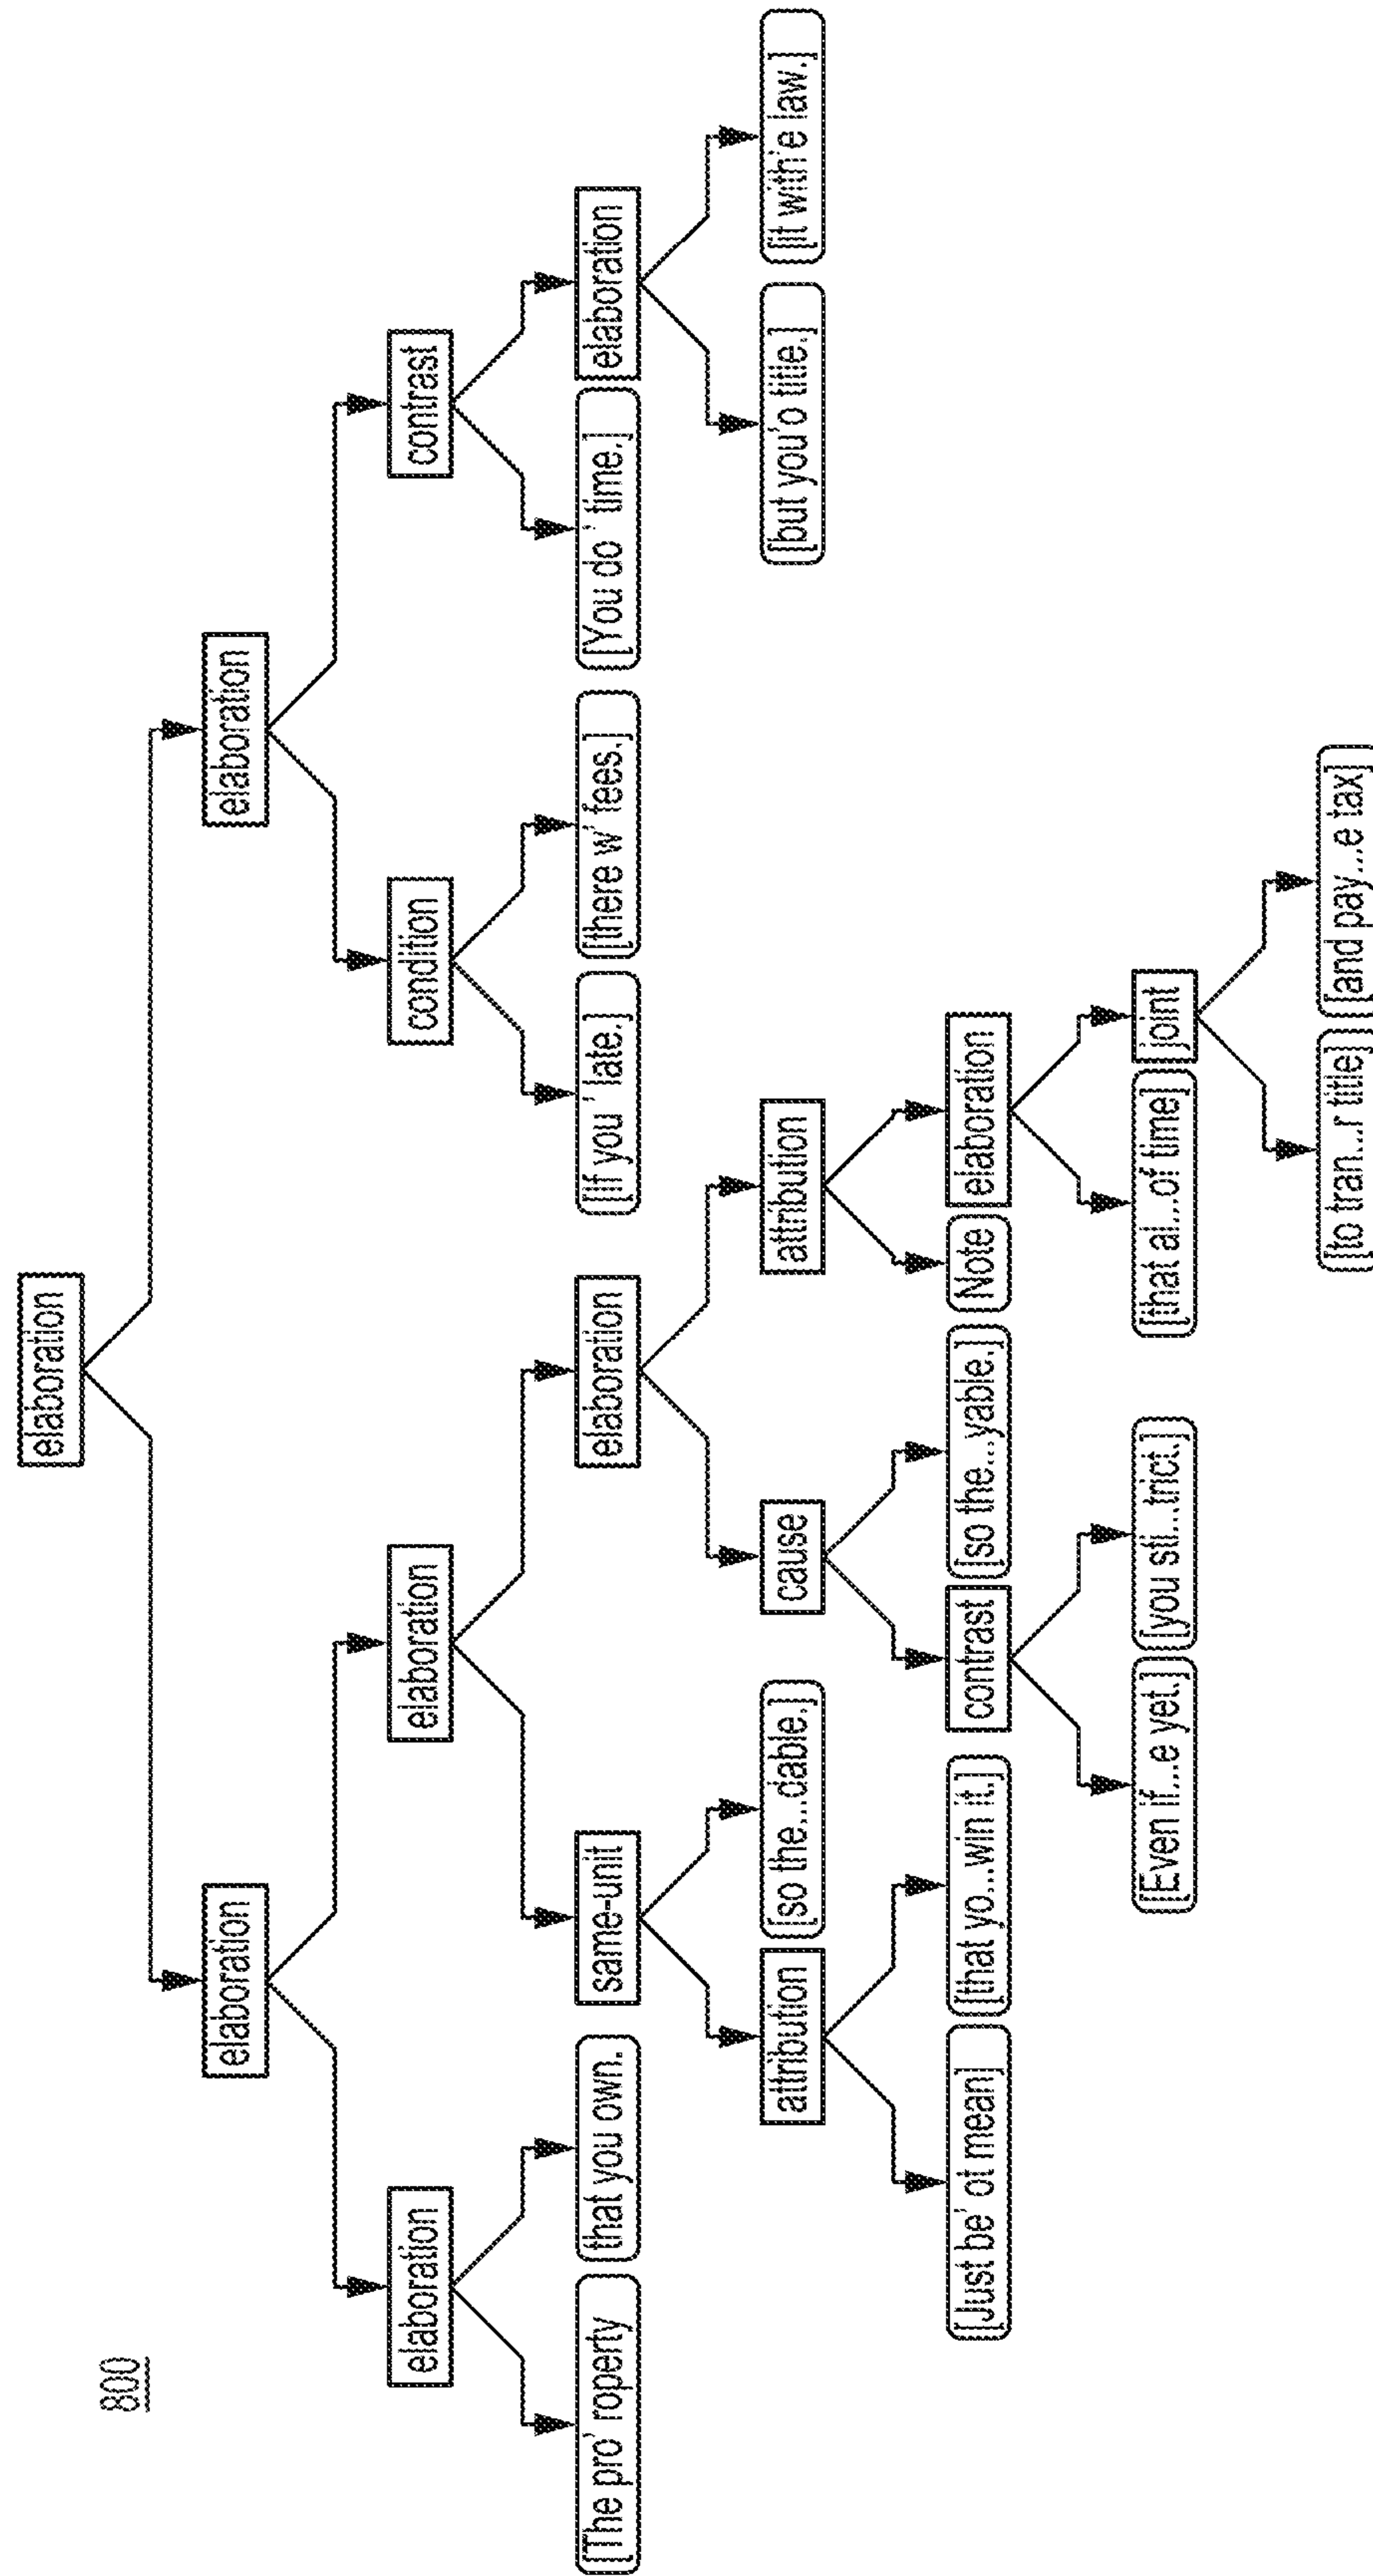 800
elaboration
elaboration
elaboration
elaboration
elaboration
condition
contrast
[The pro' roperty
that you own.
same-unit
elaboration
[If you ' late.]
[there w' fees.]
[You do ' time.]
elaboration
attribution
[so the...dable.]
cause
attribution
[but you'o title.]
[it with'e law.]
[Just be' ot mean]
[that yo...win it.]
contrast
[so the...yable.]
Note
elaboration
[Even if...e yet.]
[you sti...trict.]
[that al...of time]
joint
[to tran...r title]
[and pay...e tax]